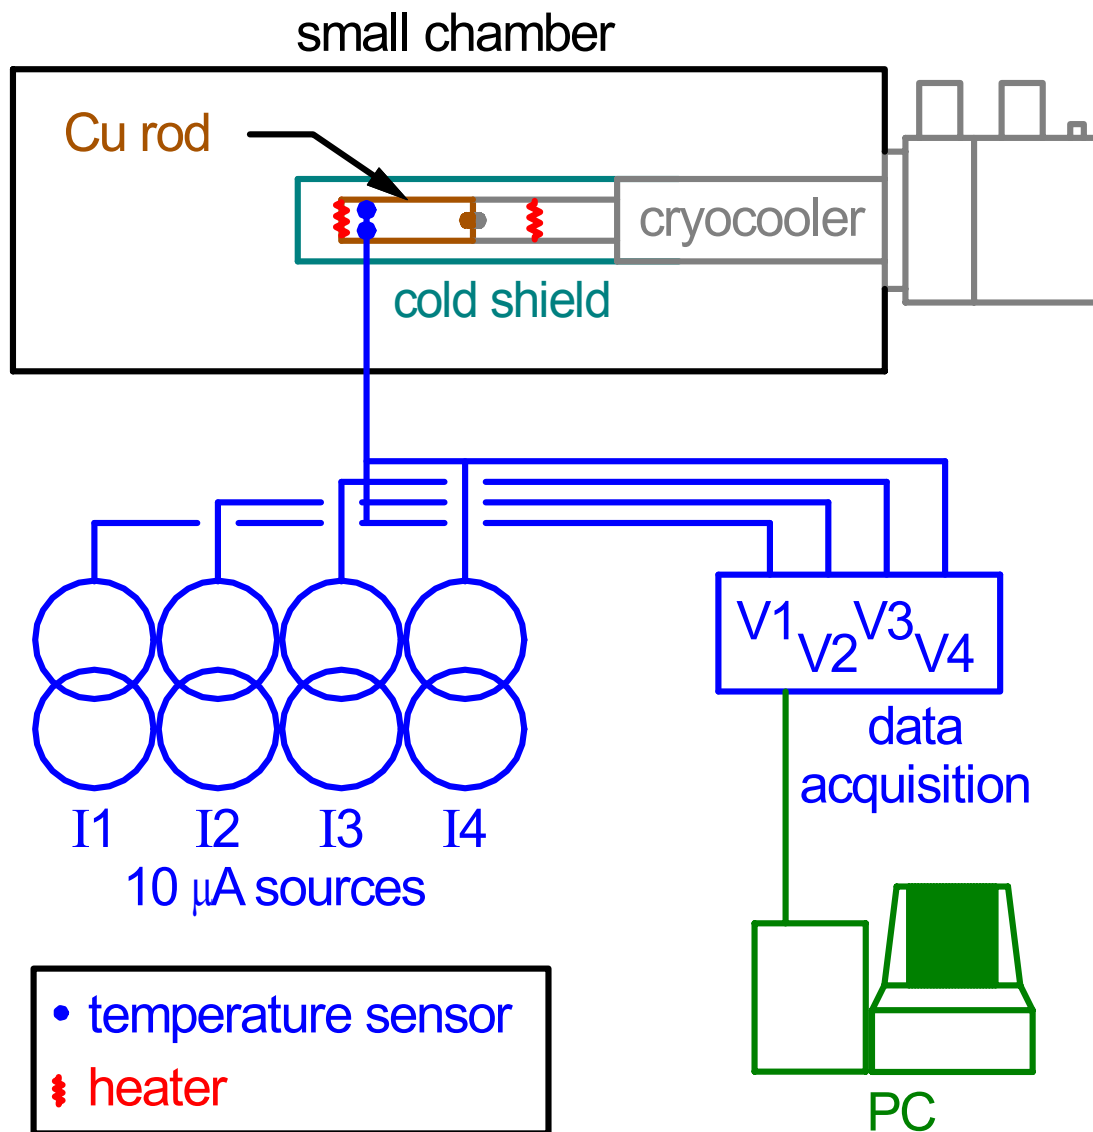 small chamber
Cu rod
cryocooler
cold shield
V1
V2
V3
V4
data
acquisition
I1 I2 I3 I4
10 μA sources
temperature sensor
heater
PC